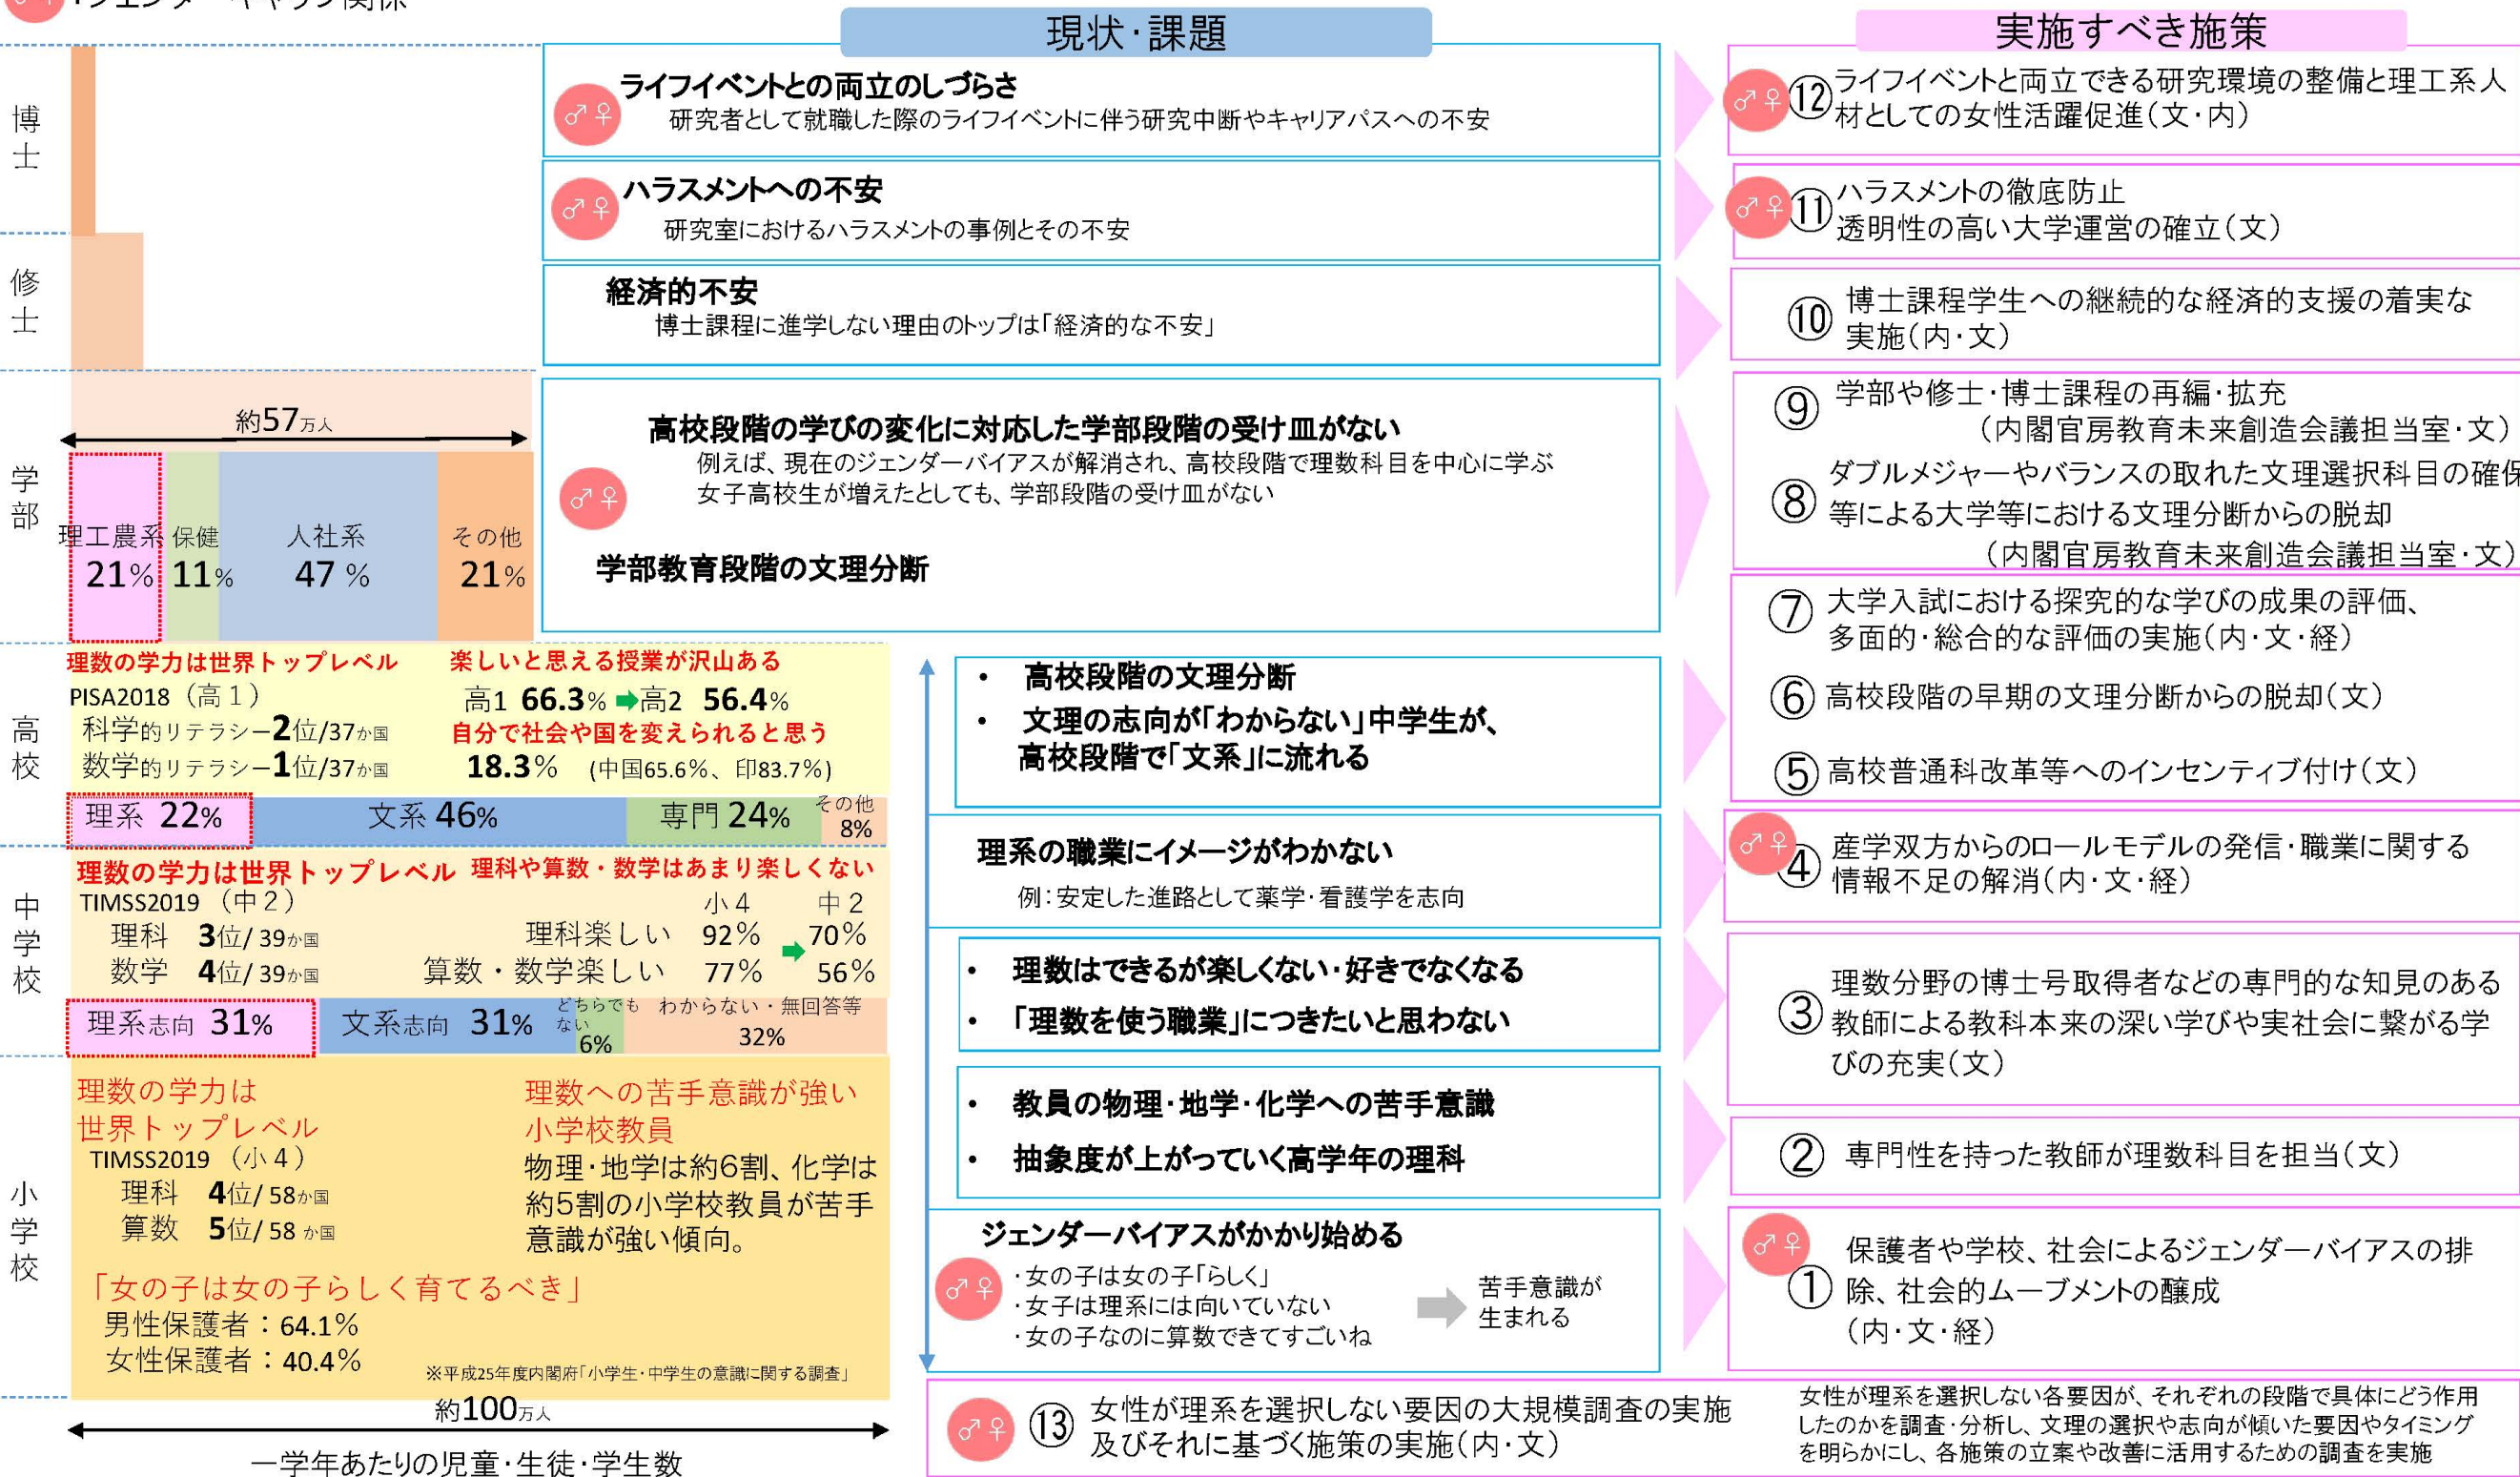 現状・課題
実施すべき施策
博士
修士
学部
高校
中学校
小学校
ライフイベントとの両立のしづらさ
研究者として就職した際のライフイベントに伴う研究中断やキャリアパスへの不安
♂♀
⑫
ライフイベントと両立できる研究環境の整備と理工系人
材としての女性活躍促進(文・内)
♂♀
ハラスメントへの不安
研究室におけるハラスメントの事例とその不安
♂♀
⑪
ハラスメントの徹底防止
透明性の高い大学運営の確立(文)
♂♀
経済的不安
博士課程に進学しない理由のトップは「経済的な不安」
⑩
博士課程学生への継続的な経済的支援の着実な
実施(内・文)
約57万人
理工農系
21%
保健
11%
人社系
47 %
その他
21%
高校段階の学びの変化に対応した学部段階の受け皿がない
例えば、現在のジェンダーバイアスが解消され、高校段階で理数科目を中心に学ぶ
女子高校生が増えたとしても、学部段階の受け皿がない
♂♀
学部教育段階の文理分断
⑨
学部や修士・博士課程の再編・拡充
(内閣官房教育未来創造会議担当室・文)
⑧
ダブルメジャーやバランスの取れた文理選択科目の確保
等による大学等における文理分断からの脱却
(内閣官房教育未来創造会議担当室・文)
⑦
大学入試における探究的な学びの成果の評価、
多面的・総合的な評価の実施(内・文・経)
⑥高校段階の早期の文理分断からの脱却(文)
⑤高校普通科改革等へのインセンティブ付け(文)
理数の学力は世界トップレベル
PISA2018(高1)
科学的リテラシー2位/37か国
数学的リテラシー1位/37か国
楽しいと思える授業が沢山ある
高1 66.3% ➡高2 56.4%
自分で社会や国を変えられると思う
18.3% (中国65.6%、印83.7%)
理系 22%
文系 46%
専門 24%
その他
8%
・ 高校段階の文理分断
・ 文理の志向が「わからない」中学生が、
高校段階で「文系」に流れる
理系の職業にイメージがわかない
例:安定した進路として薬学・看護学を志向
♂♀
④
産学双方からのロールモデルの発信・職業に関する
情報不足の解消(内・文・経)
理数の学力は世界トップレベル
TIMSS2019(中2)
理科 3位/39か国
数学 4位/39か国
理科や算数・数学はあまり楽しくない
小4 中2
理科楽しい 92% ➡ 70%
算数・数学楽しい 77% 56%
理系志向 31%
文系志向 31%
どちらでも
ない
6%
わからない・無回答等
32%
・ 理数はできるが楽しくない・好きでなくなる
・ 「理数を使う職業」につきたいと思わない
③
理数分野の博士号取得者などの専門的な知見のある
教師による教科本来の深い学びや実社会に繋がる学
びの充実(文)
理数の学力は
世界トップレベル
TIMSS2019(小4)
理科 4位/58か国
算数 5位/58か国
理数への苦手意識が強い
小学校教員
物理・地学は約6割、化学は
約5割の小学校教員が苦手
意識が強い傾向。
「女の子は女の子らしく育てるべき」
男性保護者:64.1%
女性保護者:40.4%
※平成25年度内閣府「小学生・中学生の意識に関する調査」
・ 教員の物理・地学・化学への苦手意識
・ 抽象度が上がっていく高学年の理科
② 専門性を持った教師が理数科目を担当(文)
ジェンダーバイアスがかかり始める
♂♀
・女の子は女の子「らしく」
・女子は理系には向いていない
・女の子なのに算数できてすごいね
苦手意識が
生まれる
♂♀
①
保護者や学校、社会によるジェンダーバイアスの排
除、社会的ムーブメントの醸成
(内・文・経)
約100万人
一学年あたりの児童・生徒・学生数
♂♀
⑬
女性が理系を選択しない要因の大規模調査の実施
及びそれに基づく施策の実施(内・文)
女性が理系を選択しない各要因が、それぞれの段階で具体にどう作用
したのかを調査・分析し、文理の選択や志向が傾いた要因やタイミング
を明らかにし、各施策の立案や改善に活用するための調査を実施